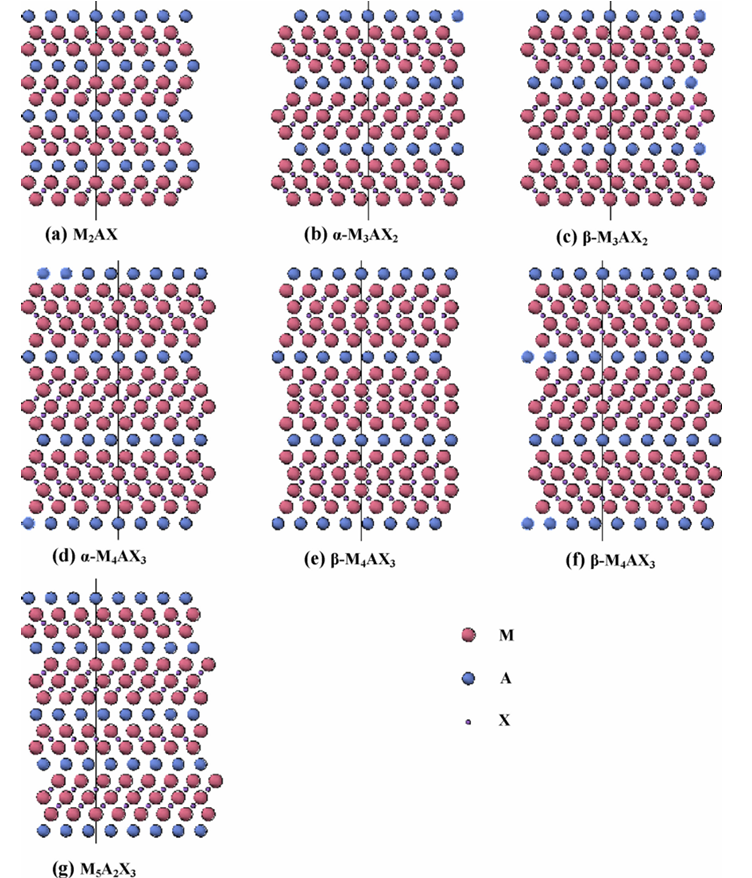 (a) M₂AX
(b) α-M₃AX₂
(c) β-M₃AX₂
(d) α-M₄AX₃
(e) β-M₄AX₃
(f) β-M₄AX₃
M
A
X
(g) M₅A₂X₃